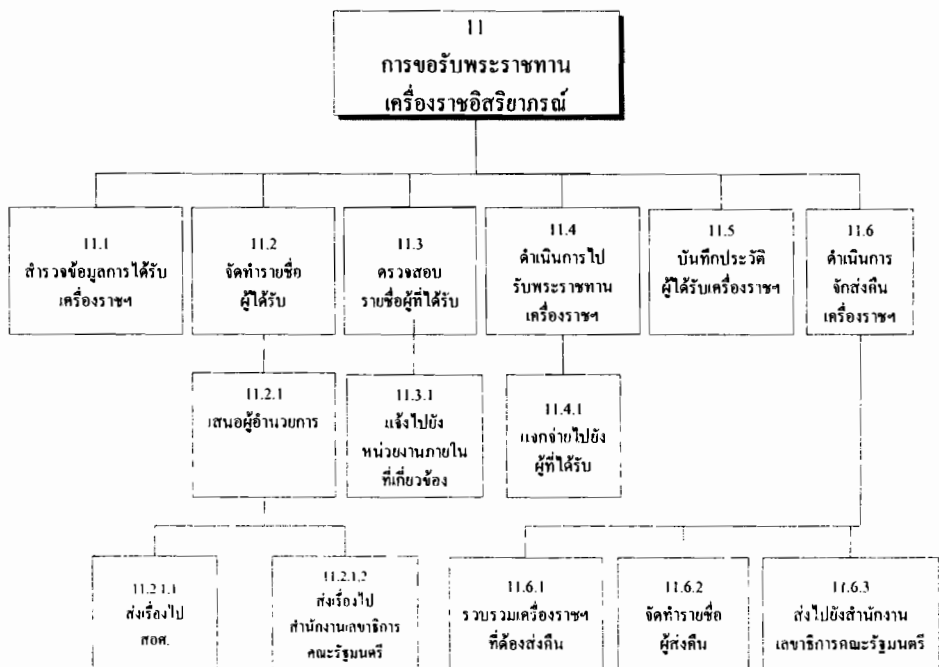 11
การขอรับพระราชทาน
เครื่องราชอิสริยาภรณ์
11.1
สำรวจข้อมูลการได้รับ
เครื่องราชฯ
11.2
จัดทำรายชื่อ
ผู้ได้รับ
11.3
ตรวจสอบ
รายชื่อผู้ที่ได้รับ
11.4
ดำเนินการไป
รับพระราชทาน
เครื่องราชฯ
11.5
บันทึกประวัติ
ผู้ได้รับเครื่องราชฯ
11.6
ดำเนินการ
จัดส่งคืน
เครื่องราชฯ
11.2.1
เสนอผู้อำนวยการ
11.3.1
แจ้งไปยัง
หน่วยงานภายใน
ที่เกี่ยวข้อง
11.4.1
แจกจ่ายไปยัง
ผู้ที่ได้รับ
11.2.1.1
ส่งเรื่องไป
สอศ.
11.2.1.2
ส่งเรื่องไป
สำนักงานเลขาธิการ
คณะรัฐมนตรี
11.6.1
รวบรวมเครื่องราชฯ
ที่ต้องส่งคืน
11.6.2
จัดทำรายชื่อ
ผู้ส่งคืน
11.6.3
ส่งไปยังสำนักงาน
เลขาธิการคณะรัฐมนตรี